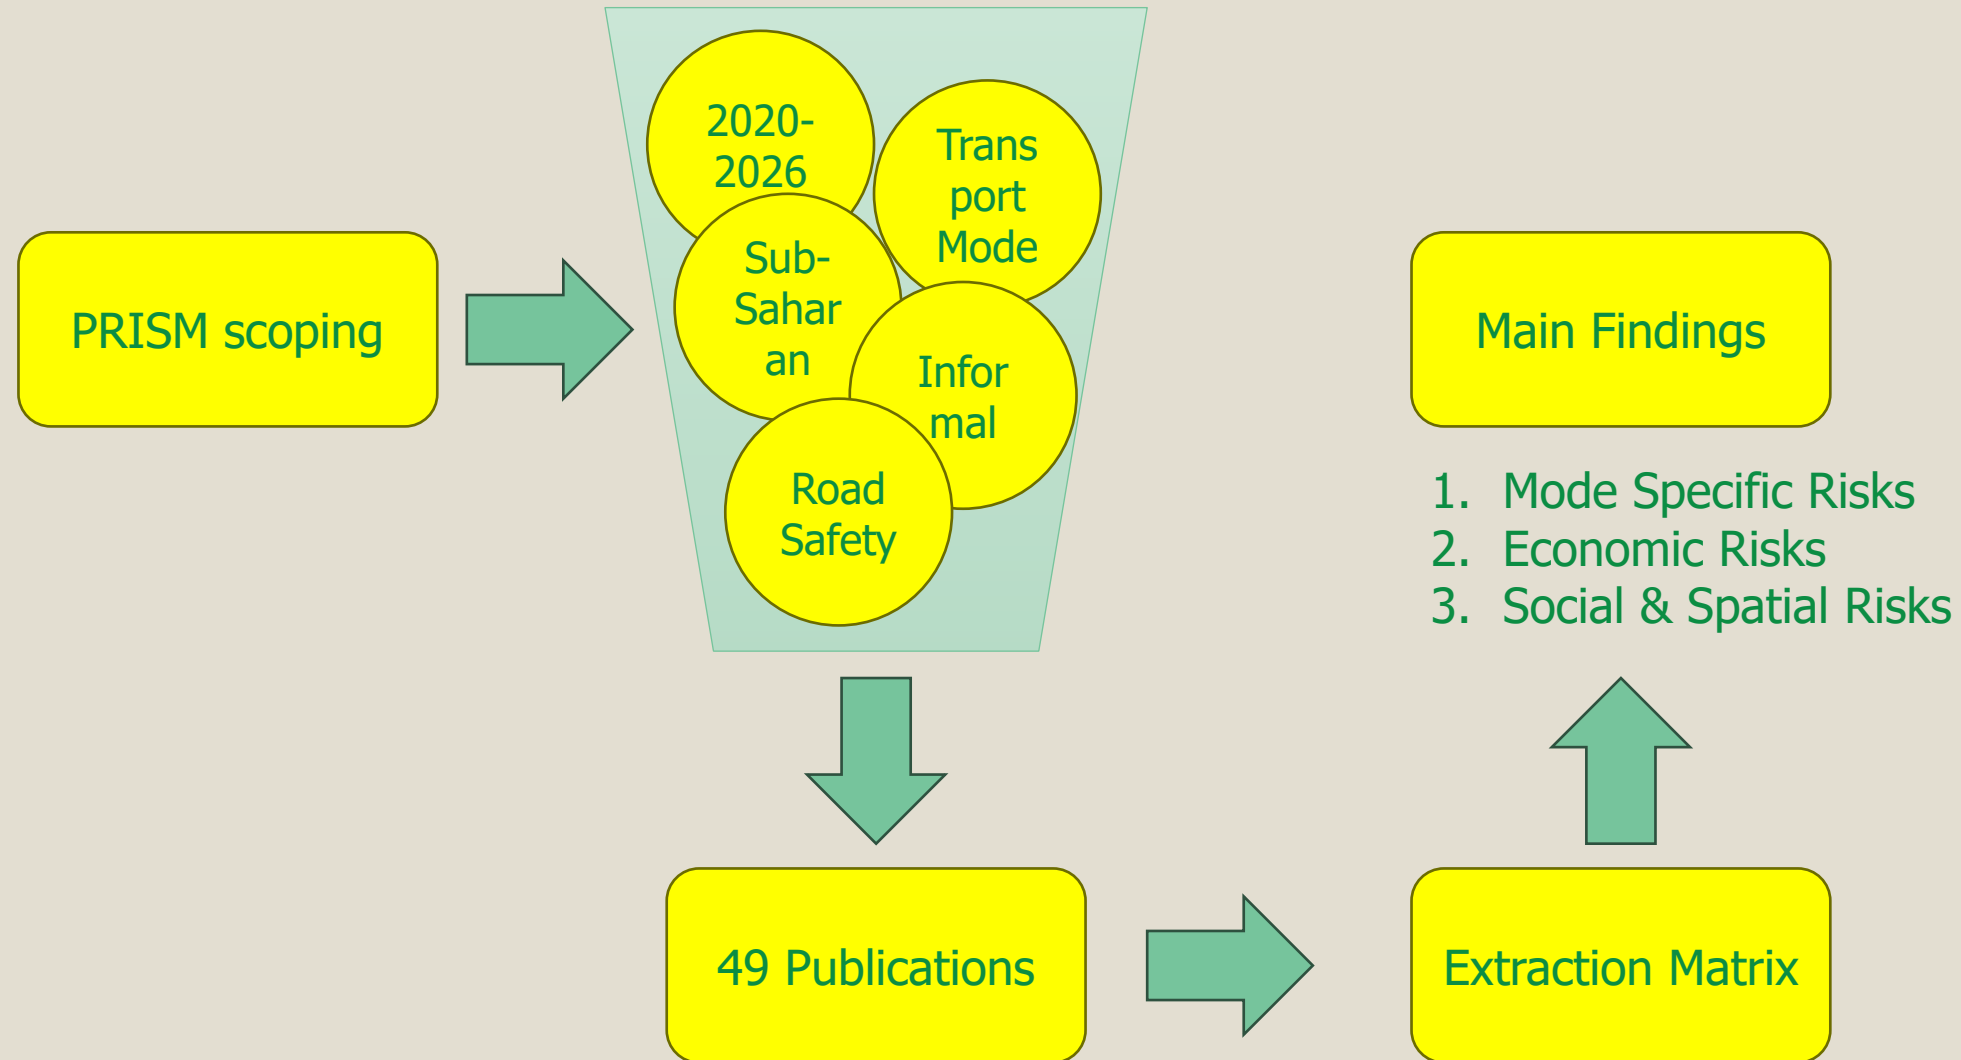 PRISM scoping
2020-
2026
Trans
port
Mode
Sub-
Sahar
an
Infor
mal
Road
Safety
49 Publications
Extraction Matrix
Main Findings
1. Mode Specific Risks
2. Economic Risks
3. Social & Spatial Risks